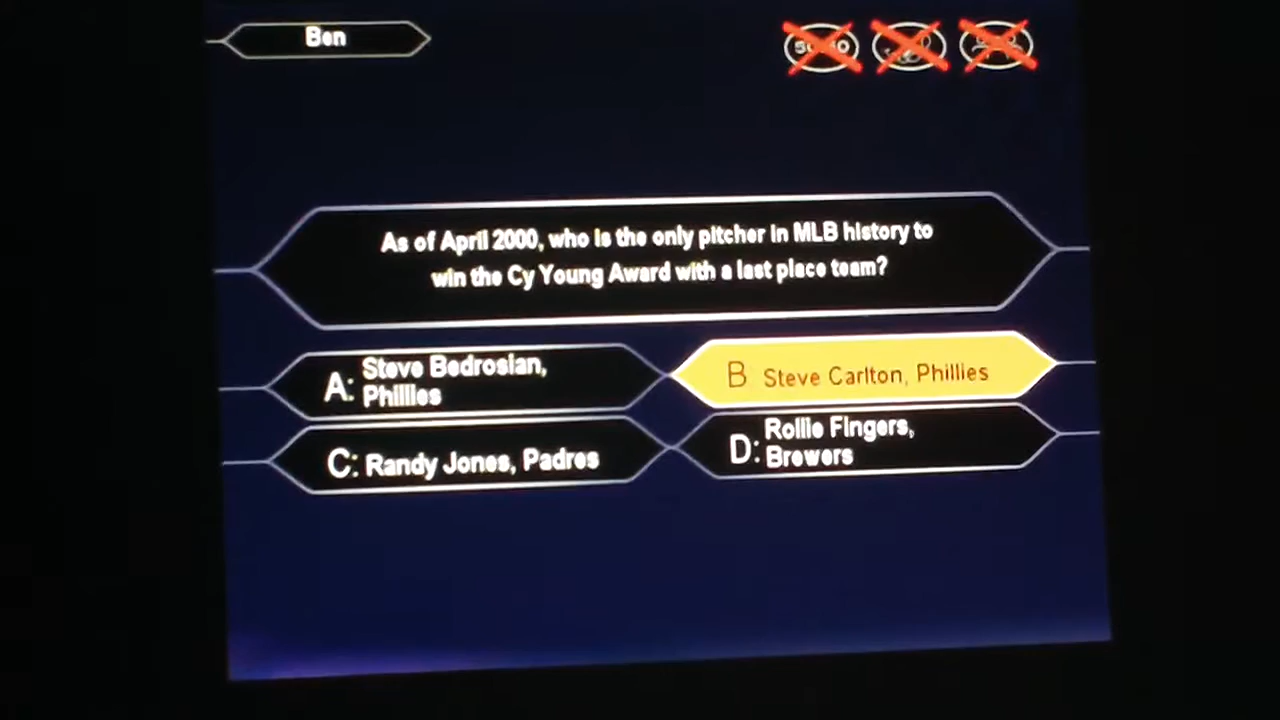 Ben
As of April 2000, who is the only pitcher in MLB history to
win the Cy Young Award with a last place team?
A: Steve Bedrosian,
Phillies
B Steve Carlton, Phillies
C: Randy Jones, Padres
D: Rollie Fingers,
Brewers